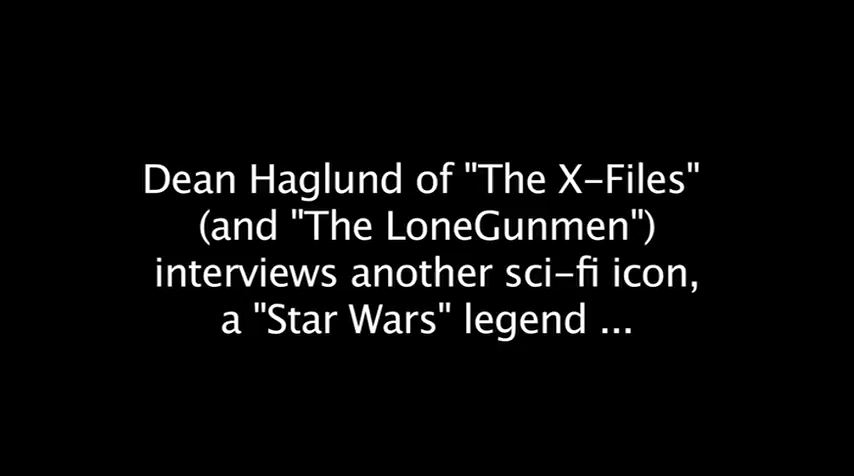 Dean Haglund of "The X-Files"
(and "The LoneGunmen")
interviews another sci-fi icon,
a "Star Wars" legend ...